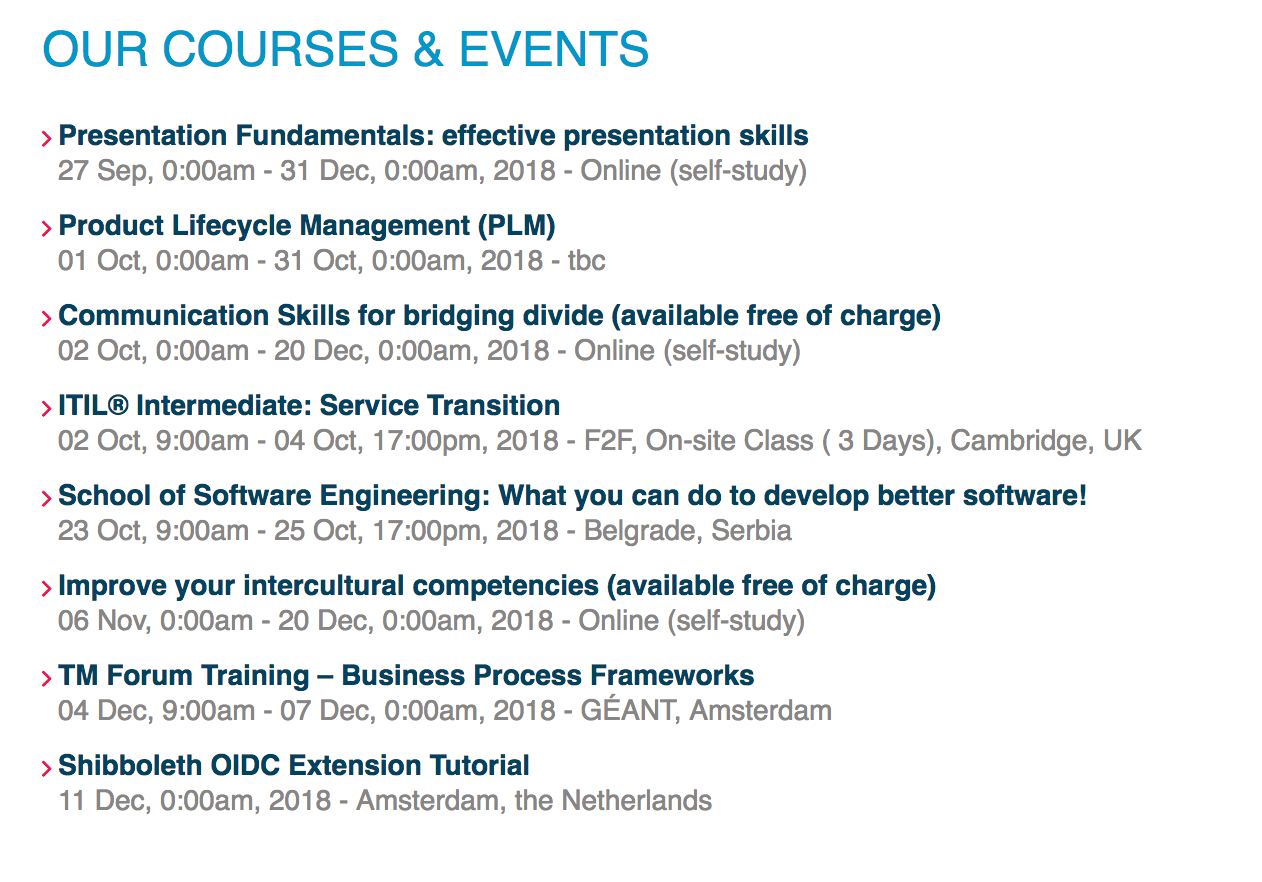 OUR COURSES & EVENTS
Presentation Fundamentals: effective presentation skills
27 Sep, 0:00am - 31 Dec, 0:00am, 2018 - Online (self-study)
Product Lifecycle Management (PLM)
01 Oct, 0:00am - 31 Oct, 0:00am, 2018 - tbc
Communication Skills for bridging divide (available free of charge)
02 Oct, 0:00am - 20 Dec, 0:00am, 2018 - Online (self-study)
ITIL® Intermediate: Service Transition
02 Oct, 9:00am - 04 Oct, 17:00pm, 2018 - F2F, On-site Class ( 3 Days), Cambridge, UK
School of Software Engineering: What you can do to develop better software!
23 Oct, 9:00am - 25 Oct, 17:00pm, 2018 - Belgrade, Serbia
Improve your intercultural competencies (available free of charge)
06 Nov, 0:00am - 20 Dec, 0:00am, 2018 - Online (self-study)
TM Forum Training – Business Process Frameworks
04 Dec, 9:00am - 07 Dec, 0:00am, 2018 - GÉANT, Amsterdam
Shibboleth OIDC Extension Tutorial
11 Dec, 0:00am, 2018 - Amsterdam, the Netherlands